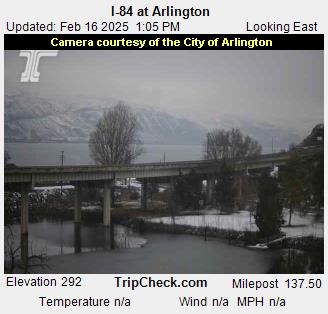 I-84 at Arlington
Updated: Feb 16 2025 1:05 PM Looking East
Camera courtesy of the City of Arlington
Elevation 292 TripCheck.com Milepost 137.50
Temperature n/a Wind n/a MPH n/a